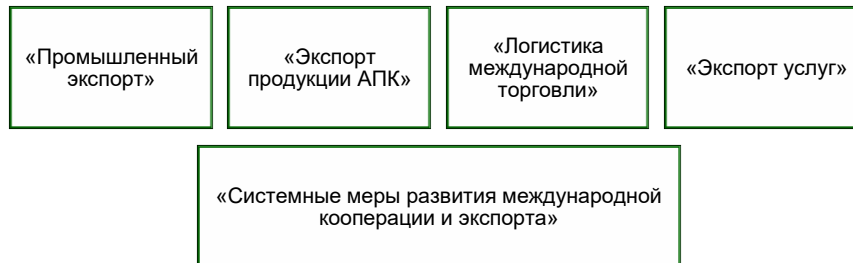 «Промышленный
экспорт»
«Экспорт
продукции АПК»
«Логистика
международной
торговли»
«Экспорт услуг»
«Системные меры развития международной
кооперации и экспорта»